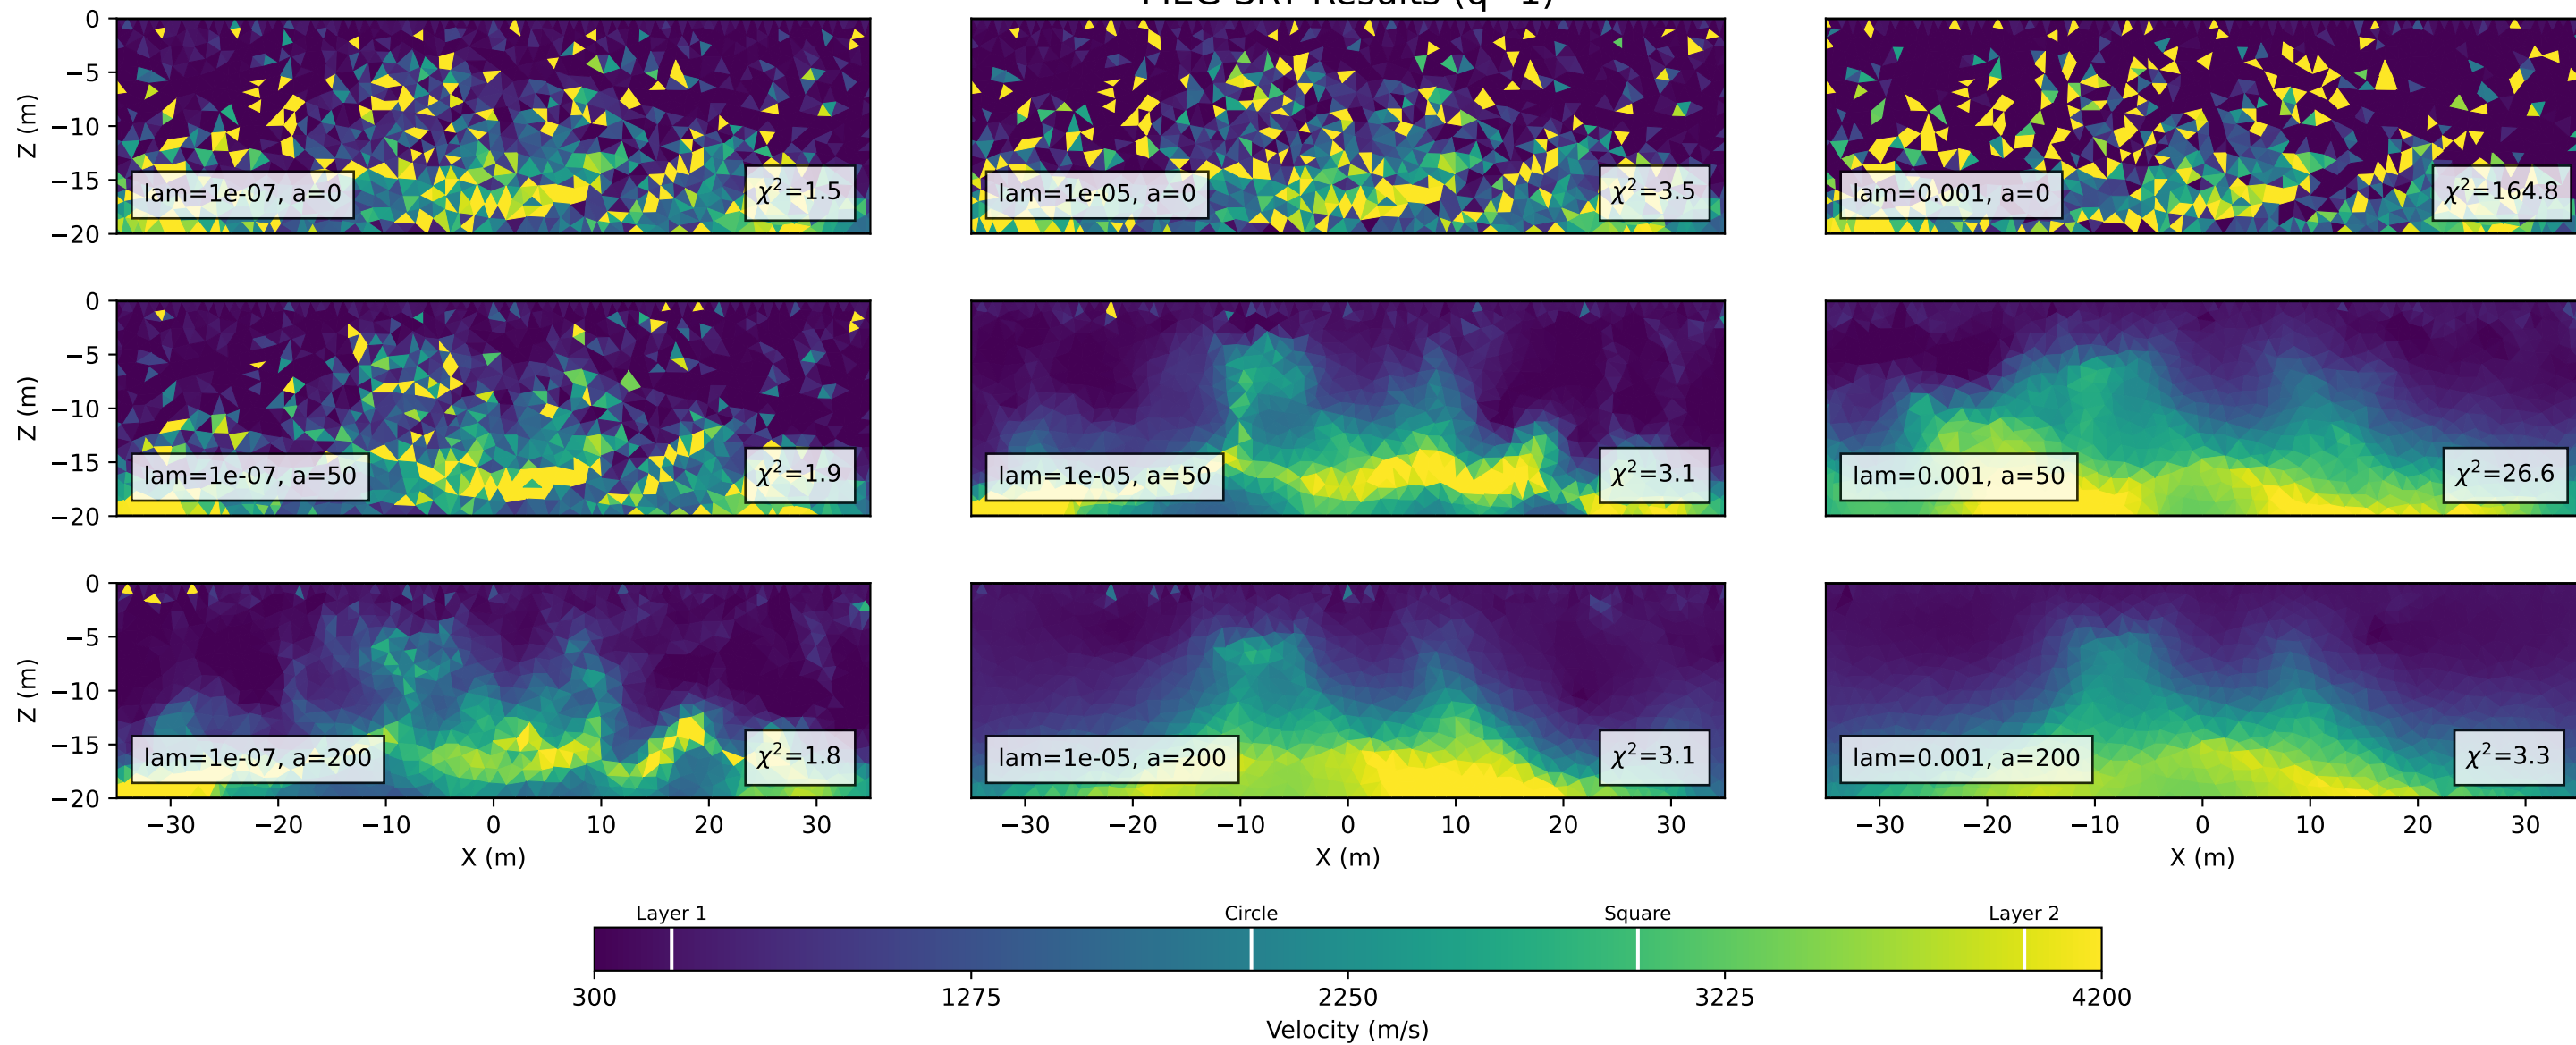 SRT Results
0
−5
−10
−15
−20
Z (m)
lam=1e-07, a=0
χ²=1.5
lam=1e-05, a=0
χ²=3.5
lam=0.001, a=0
χ²=164.8
0
−5
−10
−15
−20
Z (m)
lam=1e-07, a=50
χ²=1.9
lam=1e-05, a=50
χ²=3.1
lam=0.001, a=50
χ²=26.6
0
−5
−10
−15
−20
Z (m)
lam=1e-07, a=200
χ²=1.8
lam=1e-05, a=200
χ²=3.1
lam=0.001, a=200
χ²=3.3
−30 −20 −10 0 10 20 30
−30 −20 −10 0 10 20 30
−30 −20 −10 0 10 20 30
X (m)
X (m)
X (m)
Layer 1
Circle
Square
Layer 2
300 1275 2250 3225 4200
Velocity (m/s)